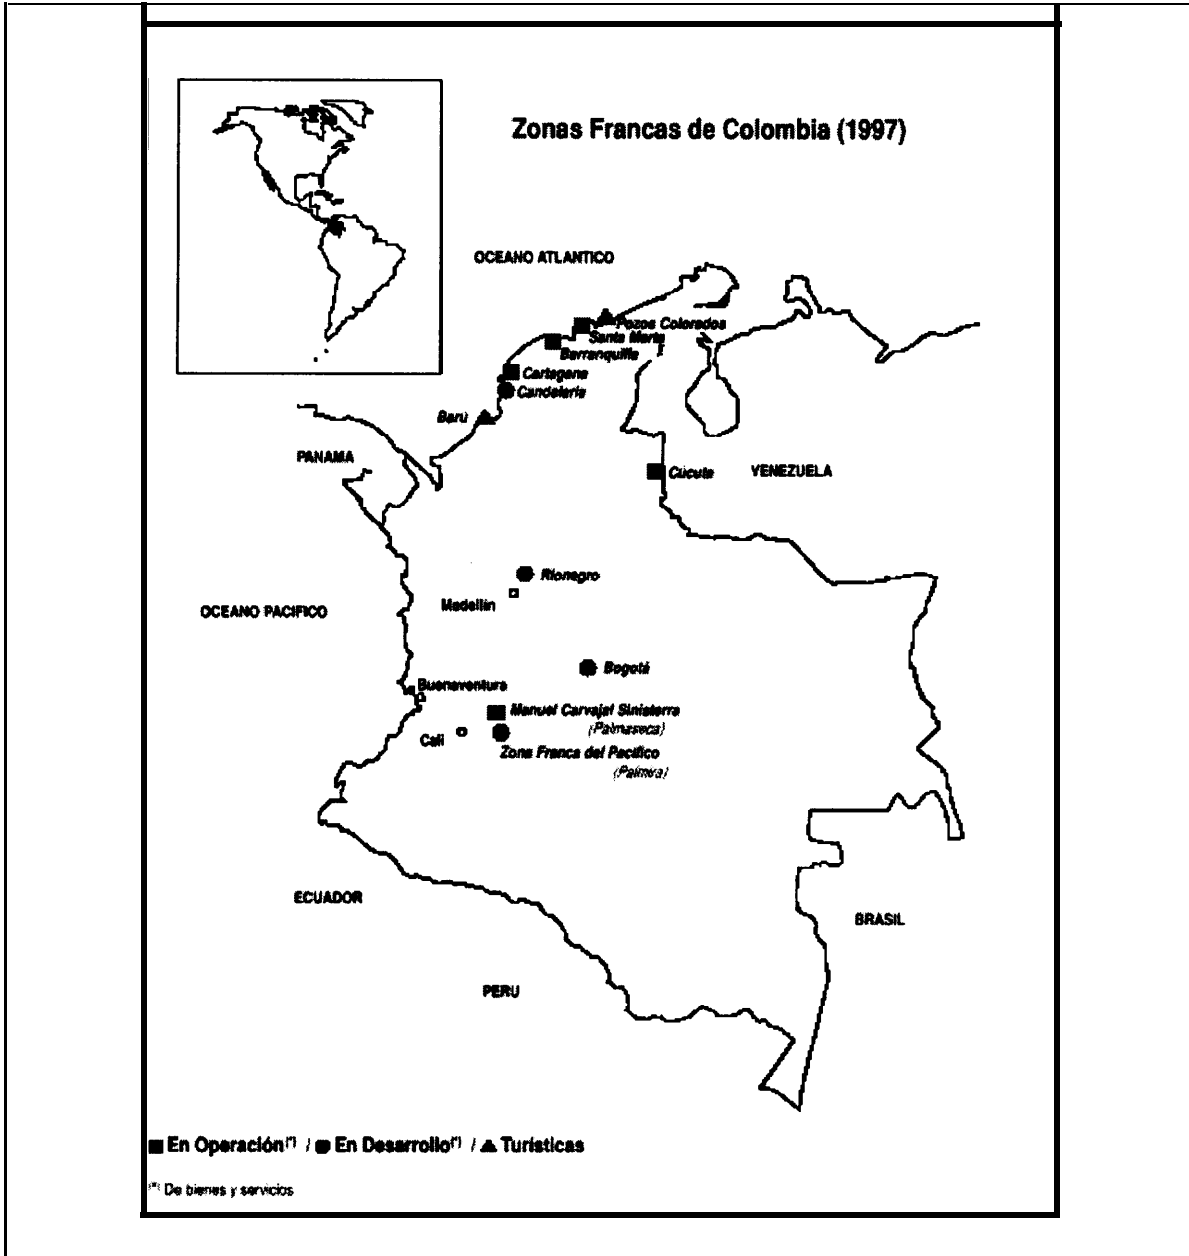 Zonas Francas de Colombia (1997)
OCEANO ATLANTICO
Pozos Colorados
Santa Marta
Barranquilla
Cartagena
Candelaria
Barú
PANAMA
Cúcuta
VENEZUELA
Rionegro
Medellín
OCEANO PACIFICO
Bogotá
Buenaventura
Manuel Carvajal Sinisterra
(Palmaseca)
Cali
Zona Franca del Pacífico
(Palmira)
ECUADOR
BRASIL
PERU
En Operación(*) / En Desarrollo(*) / Turísticas
(*) De bienes y servicios